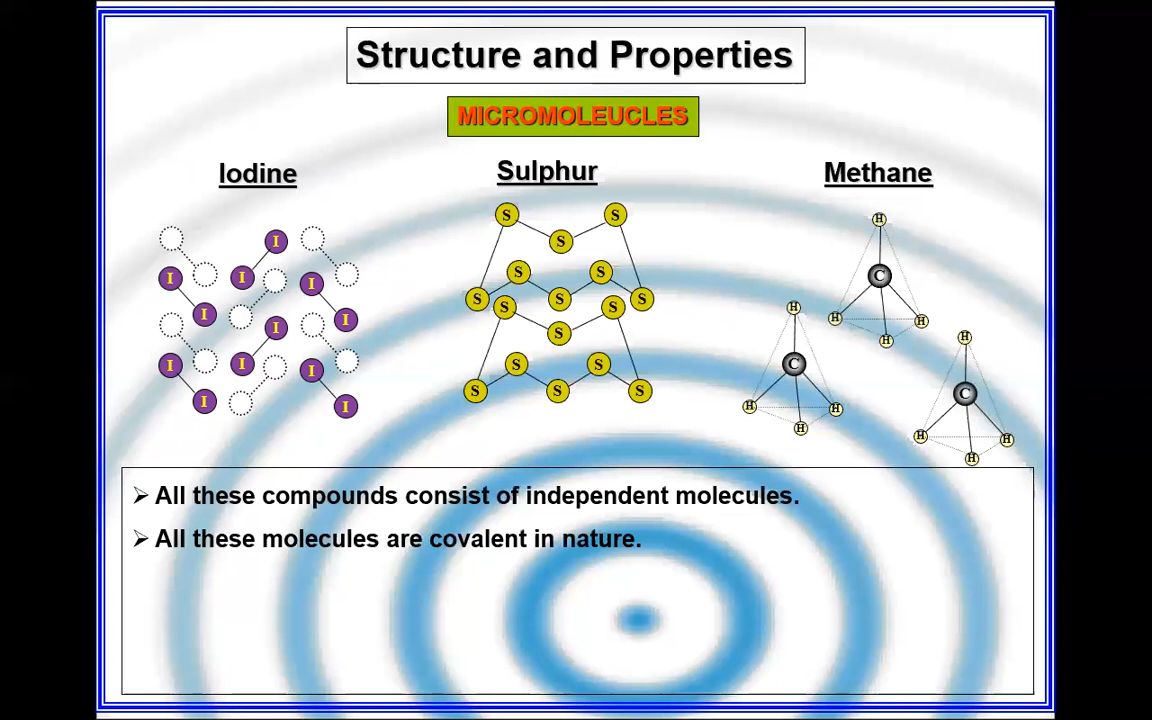 Structure and Properties
MICROMOLEUCLES
Iodine
Sulphur
Methane
I I I I I I
I I I I I I
S S S
S S S S S
S S S
S S S S S
H C H H H
H C H H H
H C H H H
➢ All these compounds consist of independent molecules.
➢ All these molecules are covalent in nature.